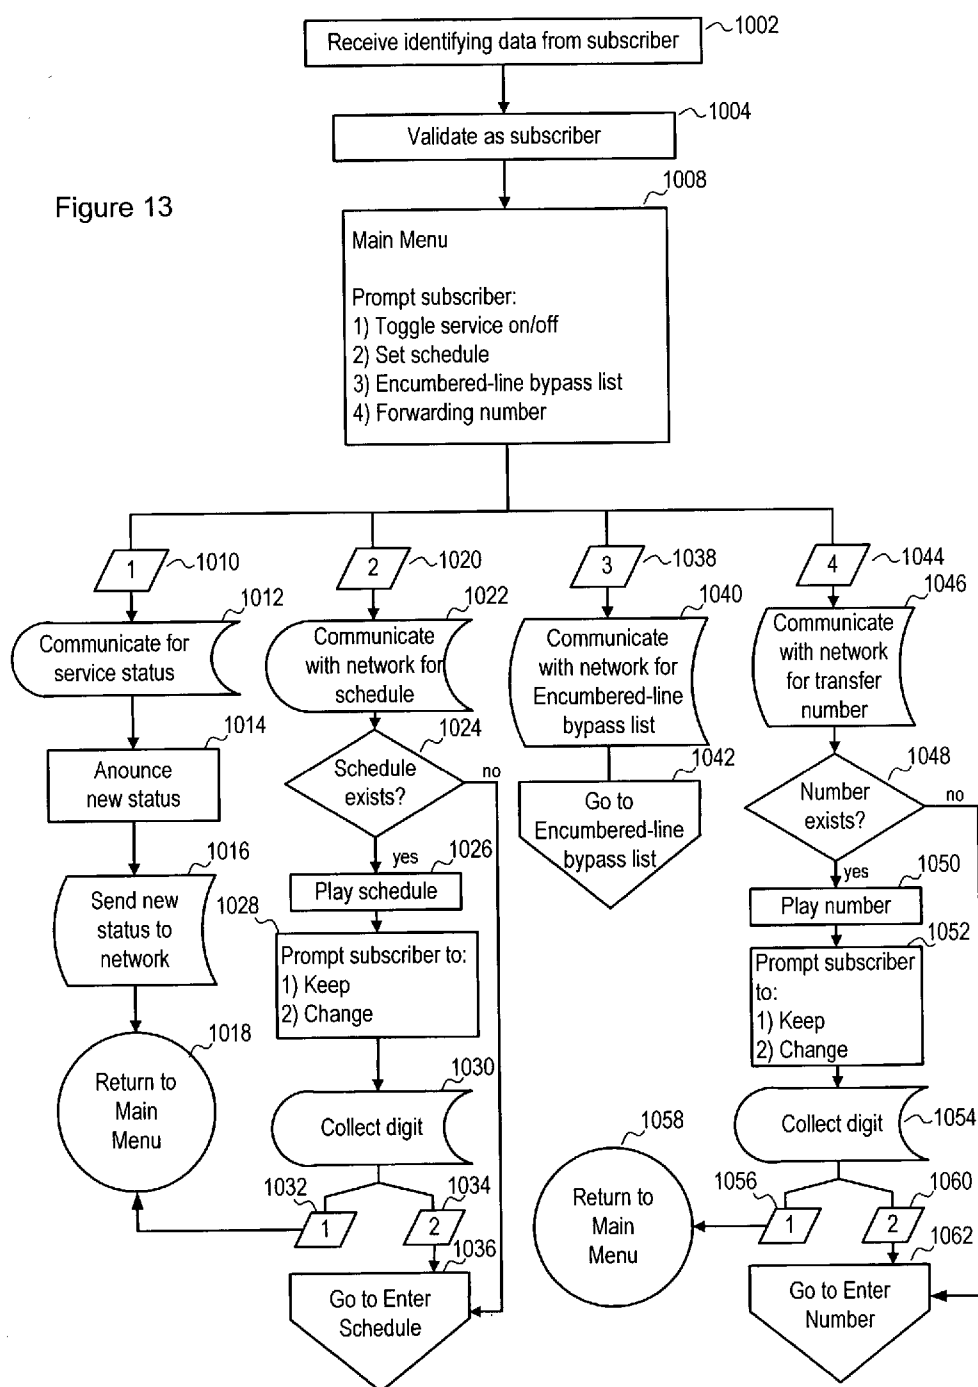 Receive identifying data from subscriber
1002
Validate as subscriber
1004
Figure 13
1008
Main Menu
Prompt subscriber:
1) Toggle service on/off
2) Set schedule
3) Encumbered-line bypass list
4) Forwarding number
1
1010
2
1020
3
1038
4
1044
1012
Communicate for
service status
1022
Communicate
with network for
schedule
1040
Communicate
with network for
Encumbered-line
bypass list
1046
Communicate
with network
for transfer
number
1014
Anounce
new status
1024
Schedule
exists?
no
yes
1042
Go to
Encumbered-line
bypass list
1048
Number
exists?
no
yes
1016
Send new
status to
network
1026
Play schedule
1050
Play number
1028
Prompt subscriber to:
1) Keep
2) Change
1052
Prompt subscriber
to:
1) Keep
2) Change
1018
Return to
Main
Menu
1030
Collect digit
1054
Collect digit
1032
1
1034
2
1058
Return to
Main
Menu
1056
1
1060
2
1036
Go to Enter
Schedule
1062
Go to Enter
Number